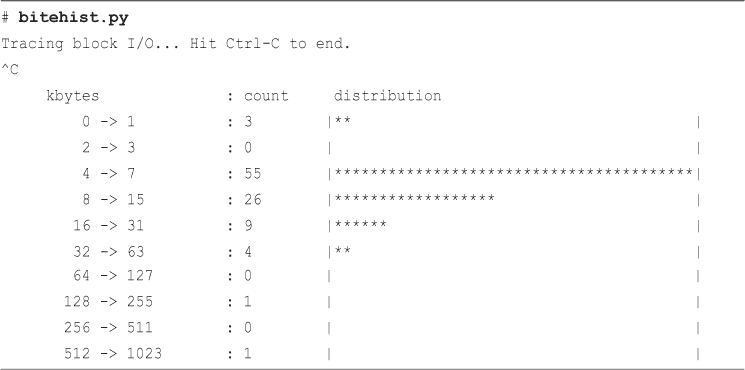 # bitehist.py
Tracing block I/O... Hit Ctrl-C to end.
^C
     kbytes              : count     distribution
         0 -> 1          : 3        |**                                      |
         2 -> 3          : 0        |                                        |
         4 -> 7          : 55       |****************************************|
         8 -> 15         : 26       |******************                      |
        16 -> 31         : 9        |******                                  |
        32 -> 63         : 4        |**                                      |
        64 -> 127        : 0        |                                        |
       128 -> 255        : 1        |                                        |
       256 -> 511        : 0        |                                        |
       512 -> 1023       : 1        |                                        |